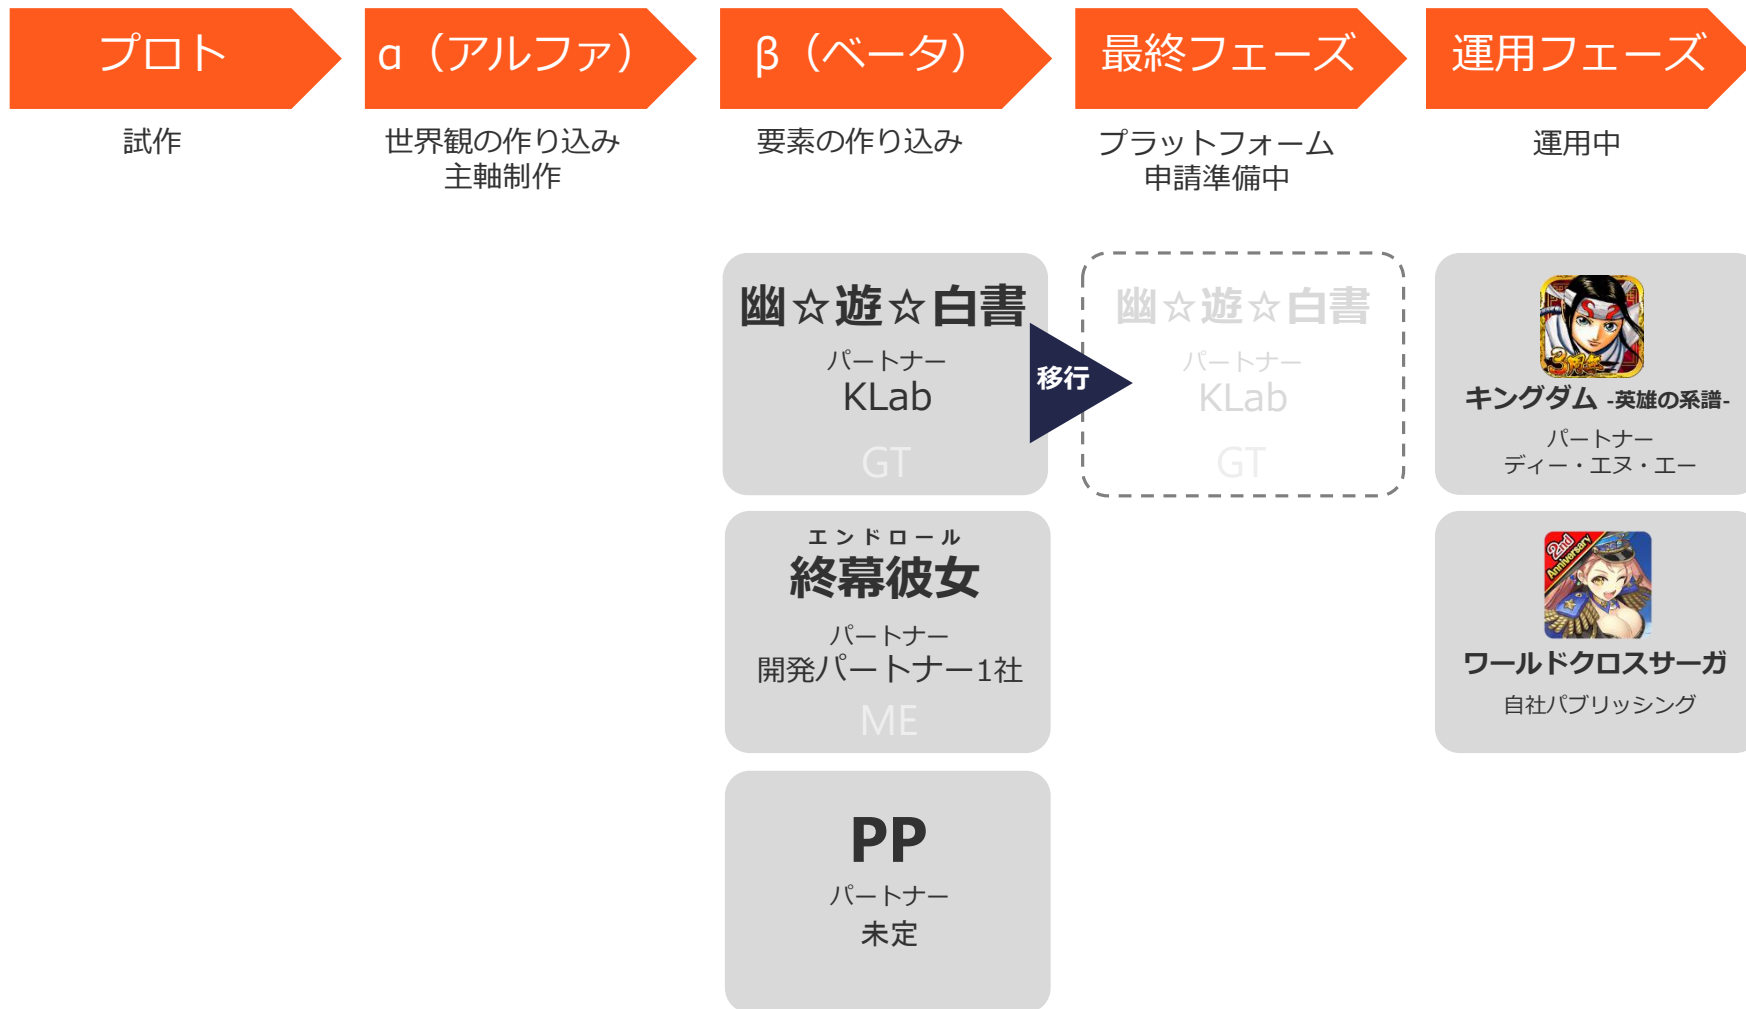 プロト
α（アルファ）
β（ベータ）
最終フェーズ
運用フェーズ
試作
世界観の作り込み
主軸制作
要素の作り込み
プラットフォーム
申請準備中
運用中
幽☆遊☆白書
パートナー
KLab
GT
移行
幽☆遊☆白書
パートナー
KLab
GT
3周年
キングダム -英雄の系譜-
パートナー
ディー・エヌ・エー
エンドロール
終幕彼女
パートナー
開発パートナー1社
ME
2nd
Anniversary
ワールドクロスサーガ
自社パブリッシング
PP
パートナー
未定